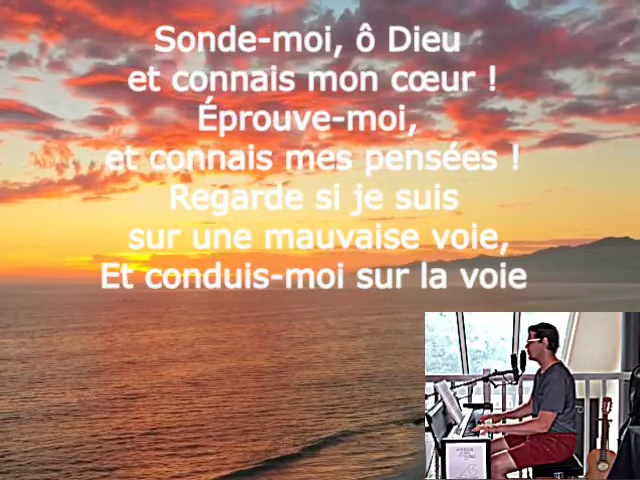 Sonde-moi, ô Dieu
et connais mon cœur !
Éprouve-moi,
et connais mes pensées !
Regarde si je suis
sur une mauvaise voie,
Et conduis-moi sur la voie